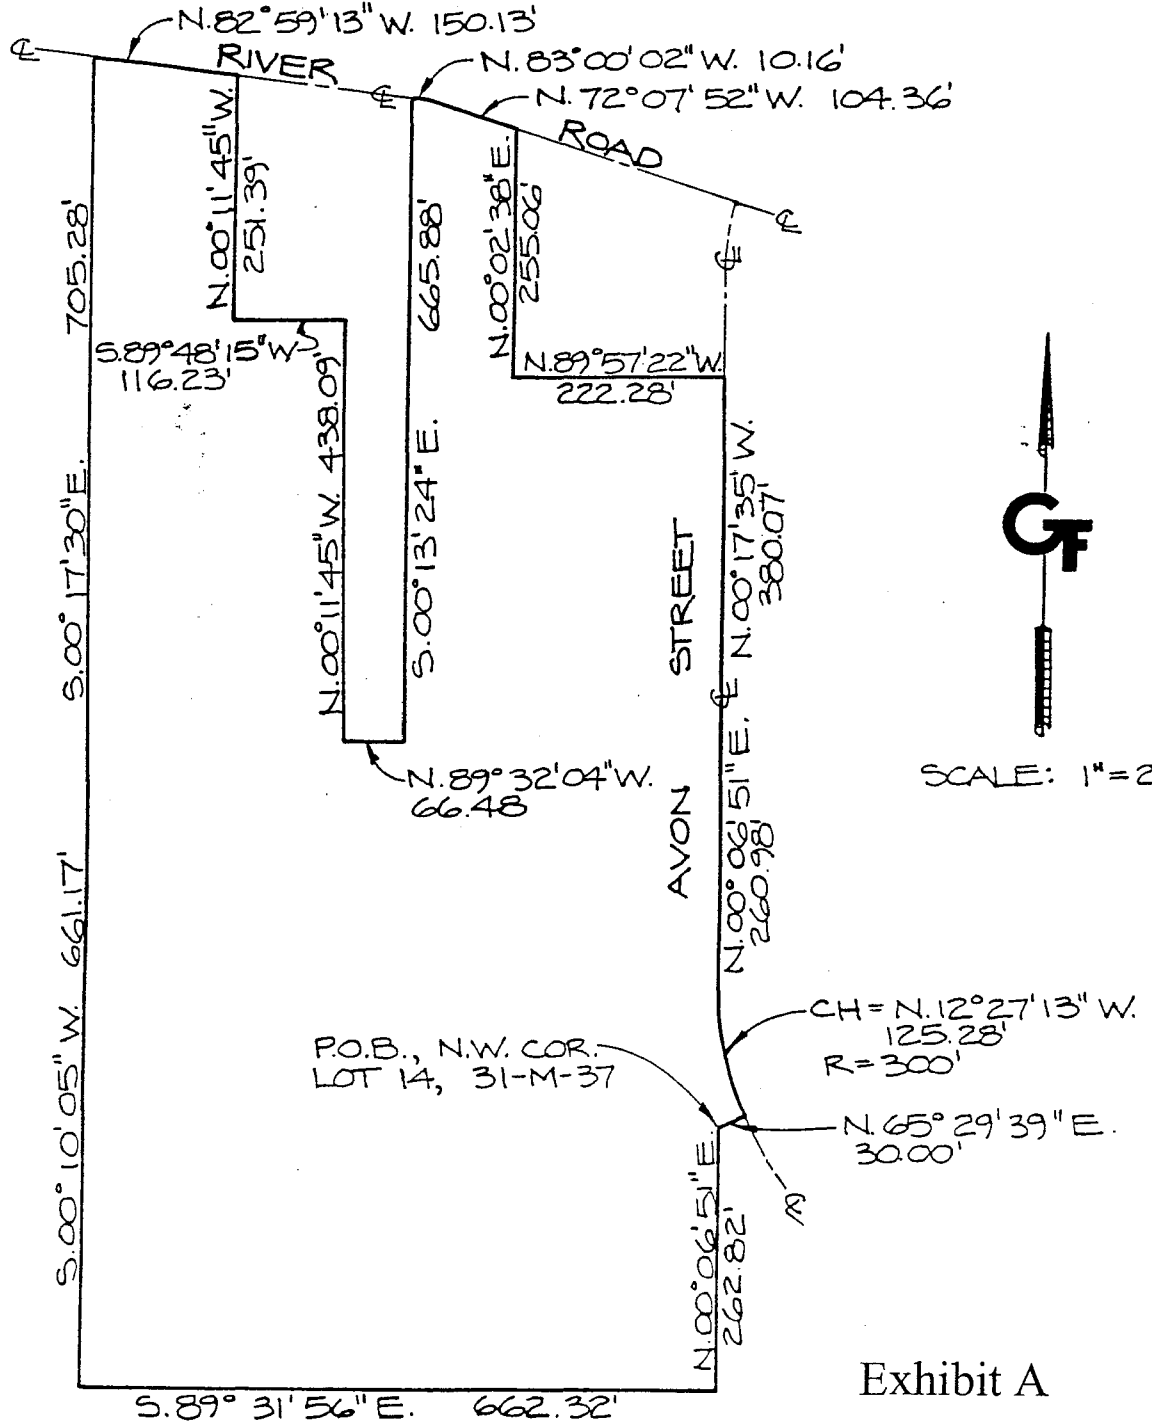 N.82°59'13"W. 150.13'
℄
RIVER
N.83°00'02"W. 10.16'
℄
N.72°07'52"W. 104.36'
ROAD
℄
℄
705.28'
S.00°17'30"E.
N.00°11'45"W.
251.39'
665.88'
S.00°13'24"E.
N.00°02'38"E.
255.06'
S.89°48'15"W
116.23'
N.00°11'45"W. 438.09'
N.89°57'22"W.
222.28'
N.00°17'35"W.
380.07'
AVON STREET
℄
N.89°32'04"W.
66.48
GTF
SCALE: 1"=2
N.00°06'51"E.
260.98'
S.00°10'05"W. 661.17'
CH= N.12°27'13"W.
125.28'
R=300'
P.O.B., N.W. COR.
LOT 14, 31-M-37
N.65°29'39"E.
30.00'
℄
N.00°06'51"E.
262.82'
S.89°31'56"E. 662.32'
Exhibit A